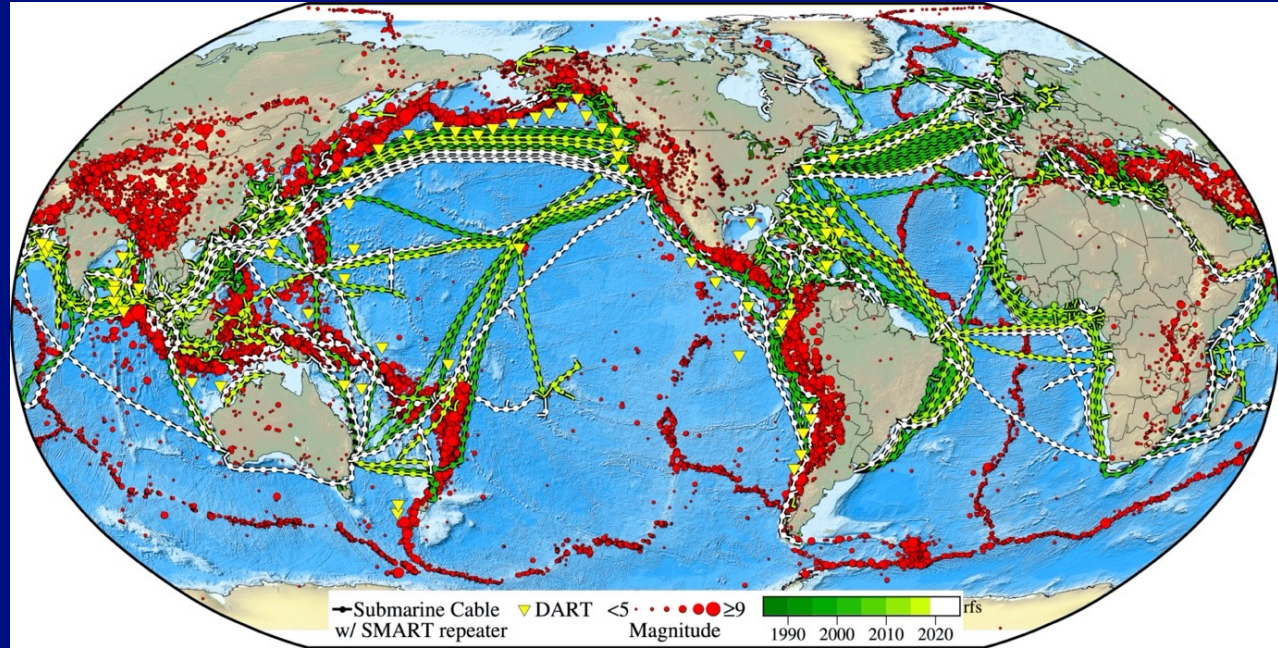 Submarine Cable
w/ SMART repeater
DART
<5
≥9
Magnitude
rfs
1990 2000 2010 2020